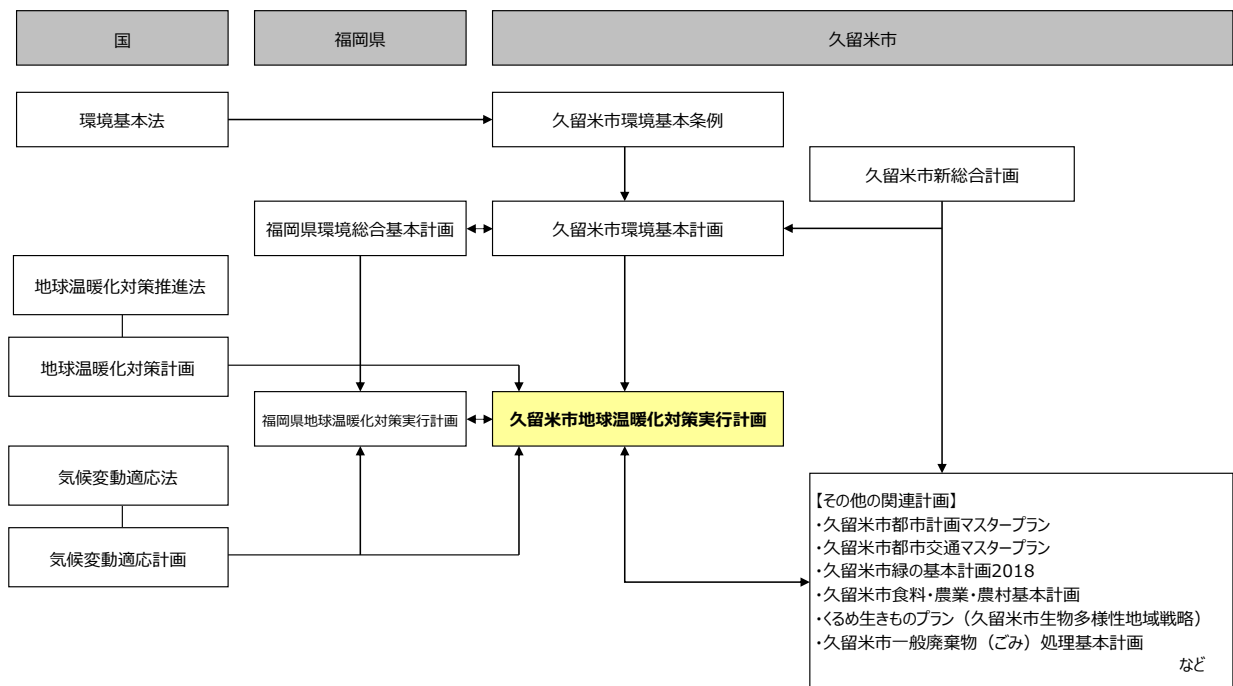 国
福岡県
久留米市
環境基本法
久留米市環境基本条例
久留米市新総合計画
福岡県環境総合基本計画
久留米市環境基本計画
地球温暖化対策推進法
地球温暖化対策計画
福岡県地球温暖化対策実行計画
久留米市地球温暖化対策実行計画
気候変動適応法
気候変動適応計画
【その他の関連計画】
・久留米市都市計画マスタープラン
・久留米市都市交通マスタープラン
・久留米市緑の基本計画2018
・久留米市食料・農業・農村基本計画
・くるめ生きものプラン（久留米市生物多様性地域戦略）
・久留米市一般廃棄物（ごみ）処理基本計画
など